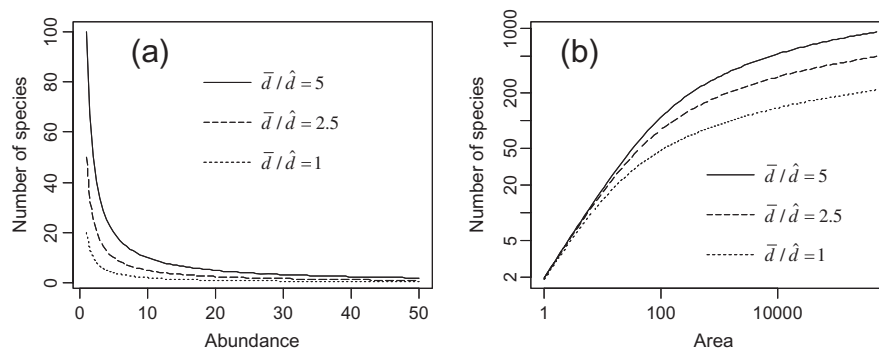 (a)
Number of species
100
80
60
40
20
0
d̄ / d̂ = 5
d̄ / d̂ = 2.5
d̄ / d̂ = 1
0 10 20 30 40 50
Abundance
(b)
Number of species
1000
200
50
20
5
2
d̄ / d̂ = 5
d̄ / d̂ = 2.5
d̄ / d̂ = 1
1 100 10000
Area